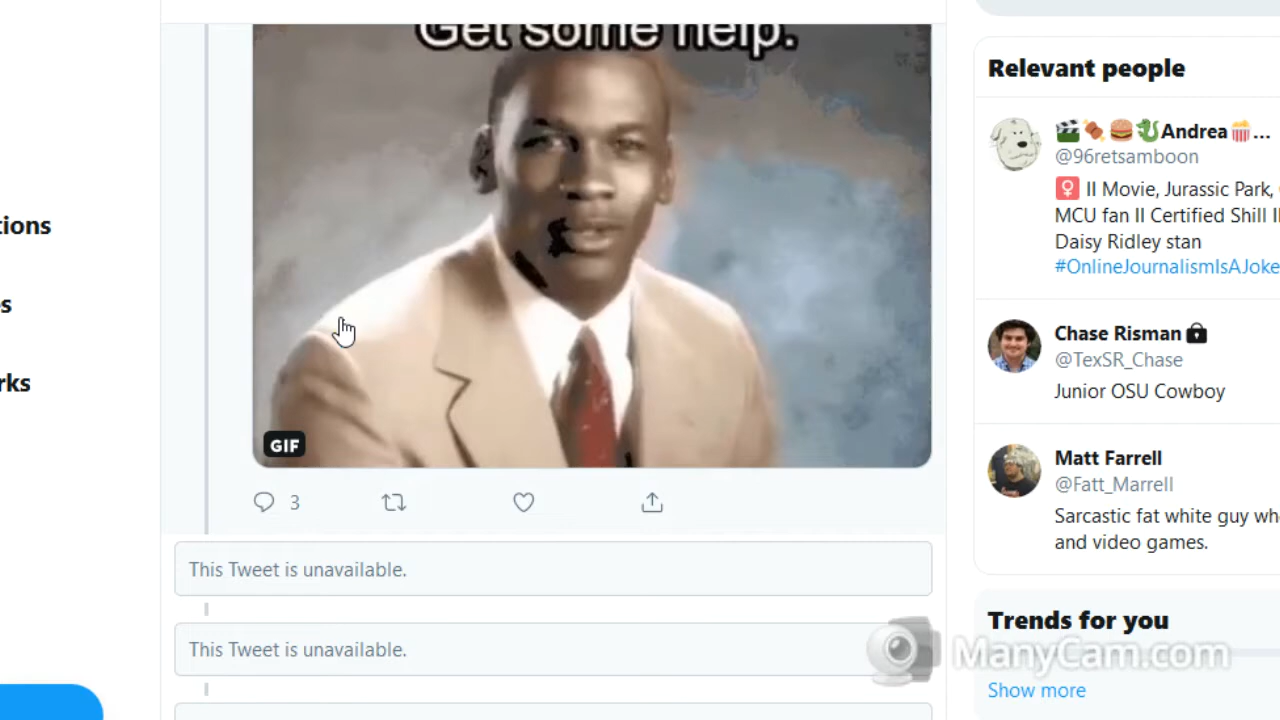 Get some help.
GIF
3
This Tweet is unavailable.
This Tweet is unavailable.
tions
s
rks
Relevant people
🎬🍖🍔🐉Andrea🍿...
@96retsamboon
♀ II Movie, Jurassic Park,
MCU fan II Certified Shill II
Daisy Ridley stan
#OnlineJournalismIsAJoke
Chase Risman🔒
@TexSR_Chase
Junior OSU Cowboy
Matt Farrell
@Fatt_Marrell
Sarcastic fat white guy wh
and video games.
Trends for you
Show more
ManyCam.com